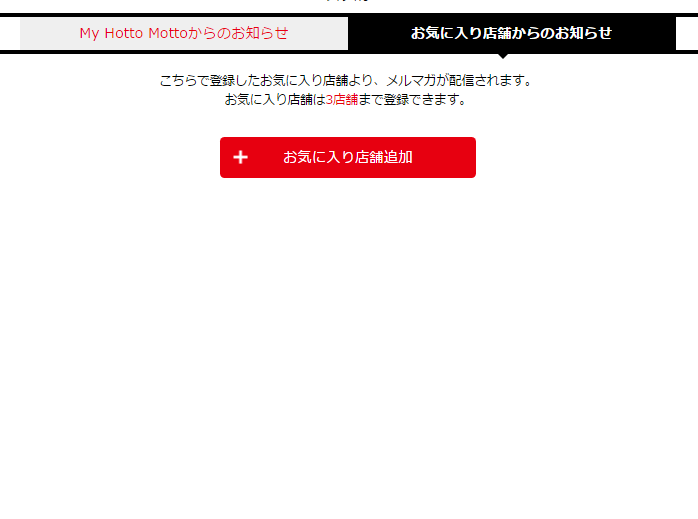 My Hotto Mottoからのお知らせ
お気に入り店舗からのお知らせ
こちらで登録したお気に入り店舗より、メルマガが配信されます。
お気に入り店舗は3店舗まで登録できます。
お気に入り店舗追加